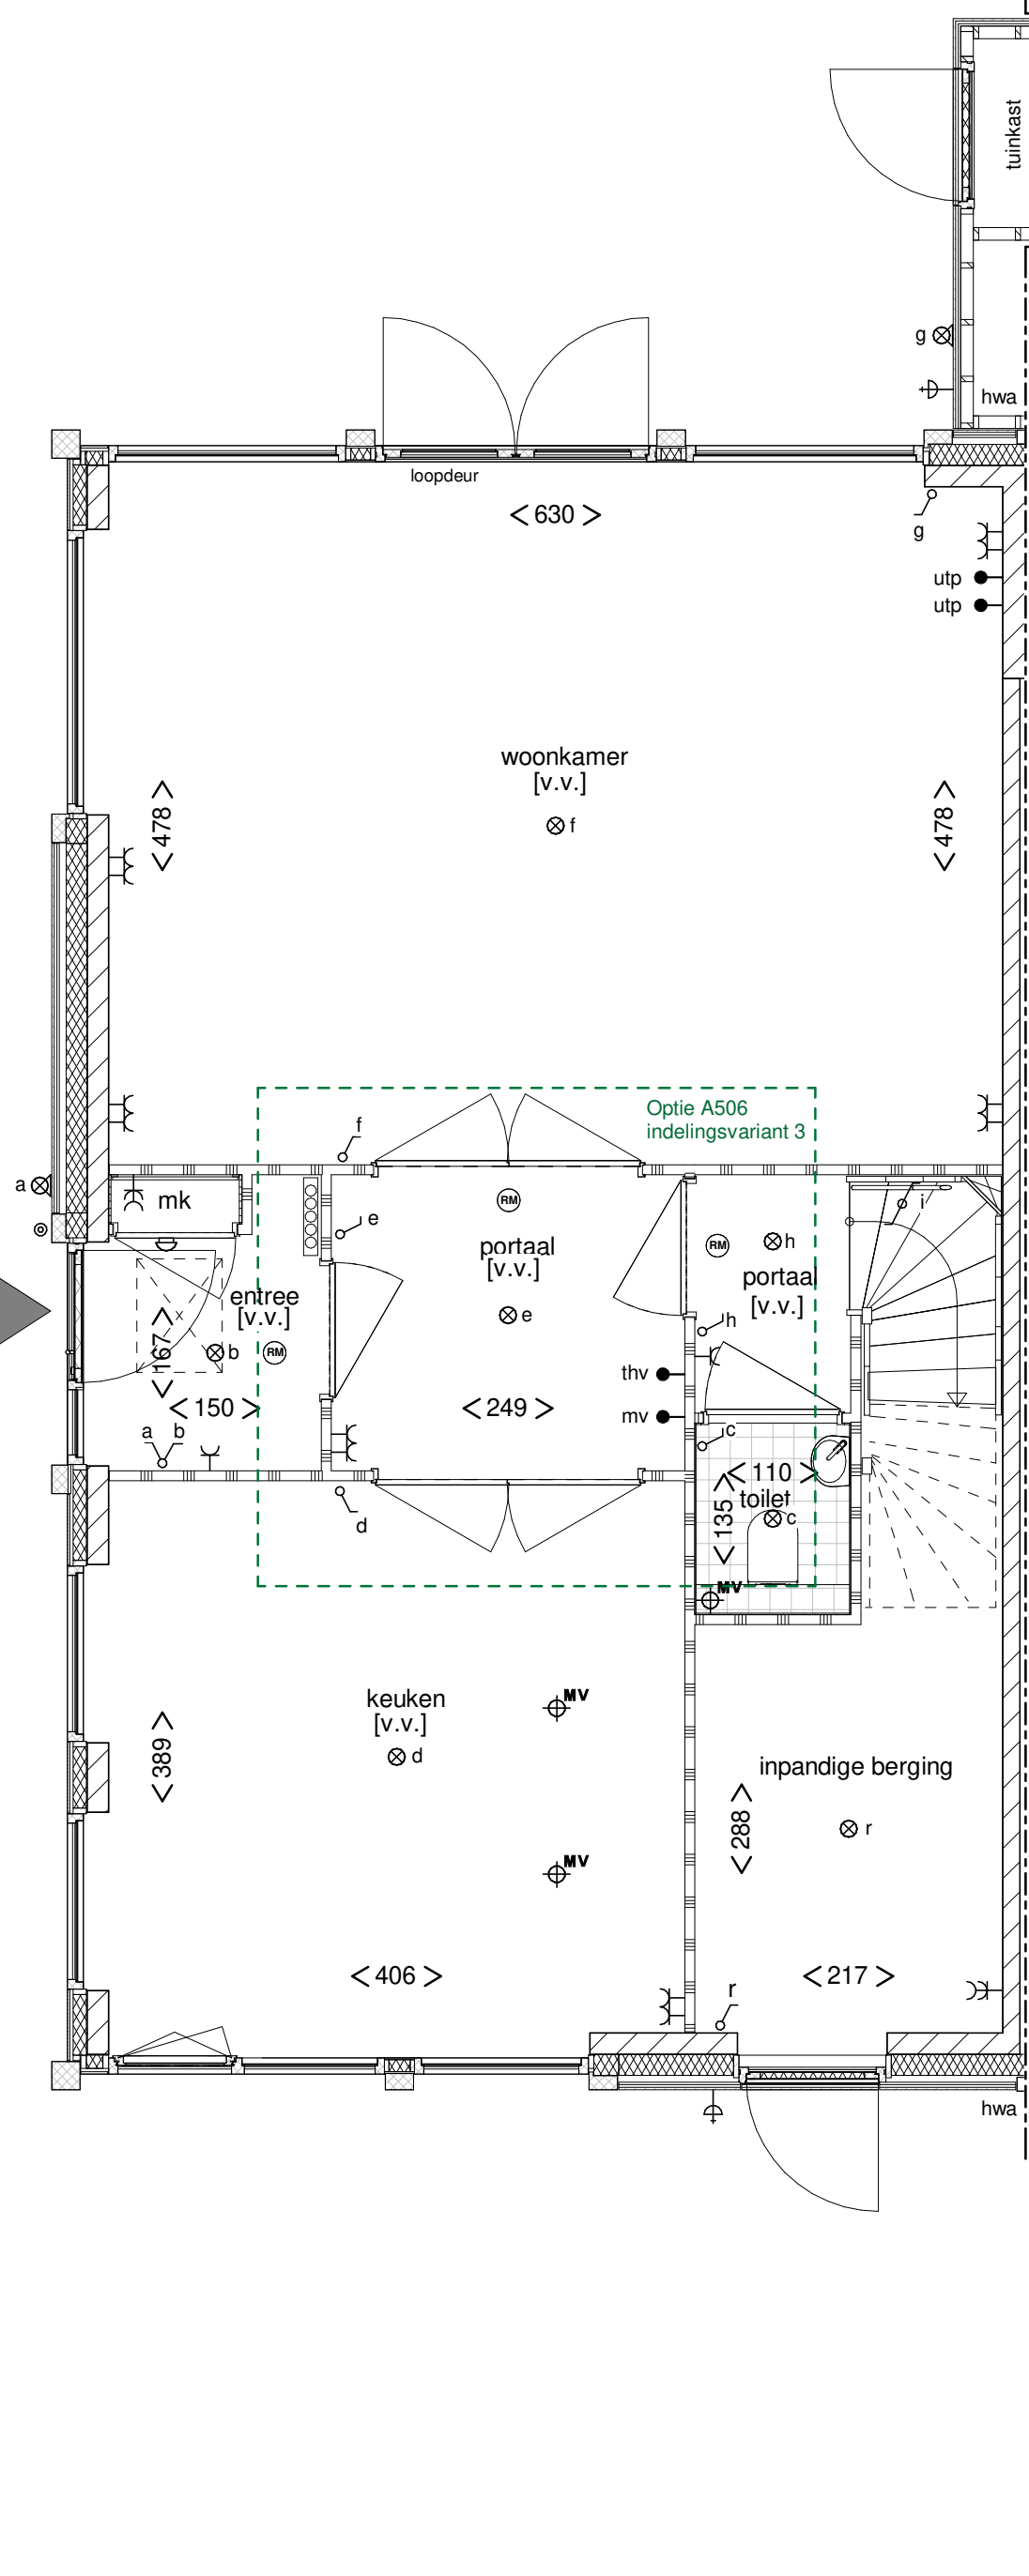 tuinkast
g
hwa
loopdeur
< 630 >
g
utp
utp
woonkamer
[v.v.]
f
< 478 >
< 478 >
Optie A506
indelingsvariant 3
f
a
mk
i
e
RM
portaal
[v.v.]
RM
h
portaal
[v.v.]
entree
[v.v.]
e
h
< 167 >
b
RM
thv
< 150 >
< 249 >
mv
a b
c
< 110 >
toilet
< 135 >
c
d
MV
keuken
[v.v.]
MV
d
< 389 >
inpandige berging
< 288 >
r
MV
< 406 >
< 217 >
r
hwa